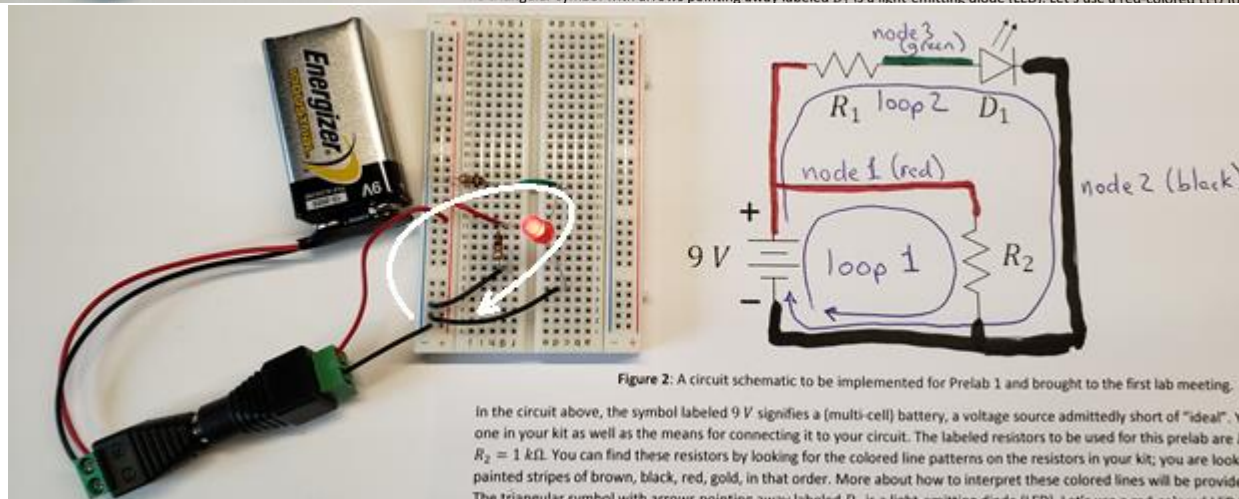 Energizer
INDUSTRIAL
9V
f g h i j
a b c d e
f g h i j
a b c d e
node 3
(green)
R1 loop 2 D1
node 1 (red)
node 2 (black)
+
9 V
loop 1
R2
−
Figure 2: A circuit schematic to be implemented for Prelab 1 and brought to the first lab meeting.
In the circuit above, the symbol labeled 9 V signifies a (multi-cell) battery, a voltage source admittedly short of "ideal".
one in your kit as well as the means for connecting it to your circuit. The labeled resistors to be used for this prelab are
R2 = 1 kΩ. You can find these resistors by looking for the colored line patterns on the resistors in your kit; you are look
painted stripes of brown, black, red, gold, in that order. More about how to interpret these colored lines will be provide